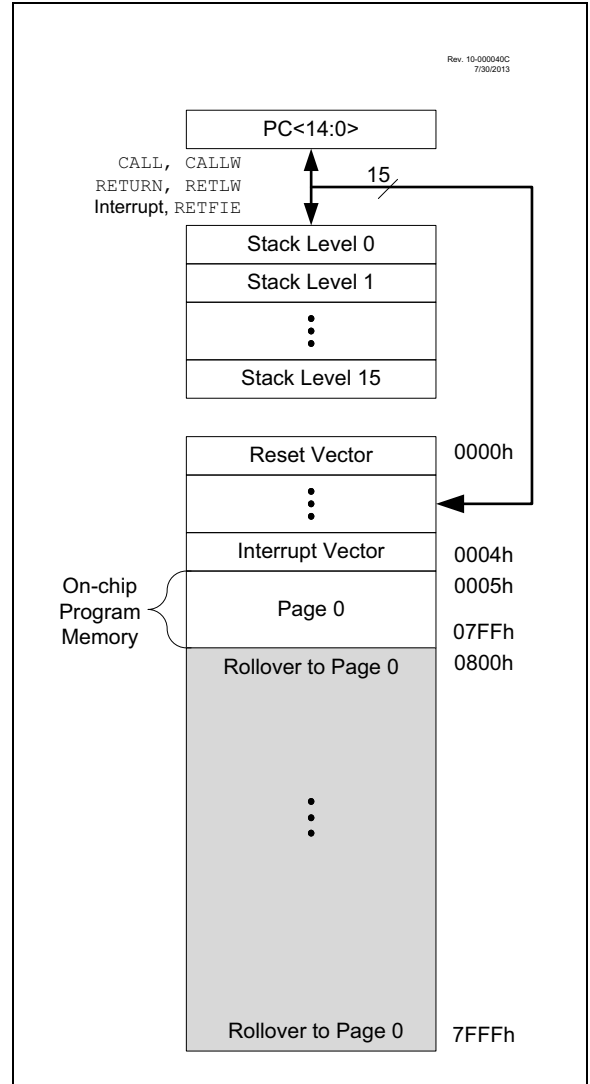 Rev. 10-000040C
7/30/2013
PC<14:0>
CALL, CALLW
RETURN, RETLW
Interrupt, RETFIE
15
Stack Level 0
Stack Level 1
Stack Level 15
Reset Vector
0000h
Interrupt Vector
0004h
On-chip
Program
Memory
Page 0
0005h
07FFh
Rollover to Page 0
0800h
Rollover to Page 0
7FFFh